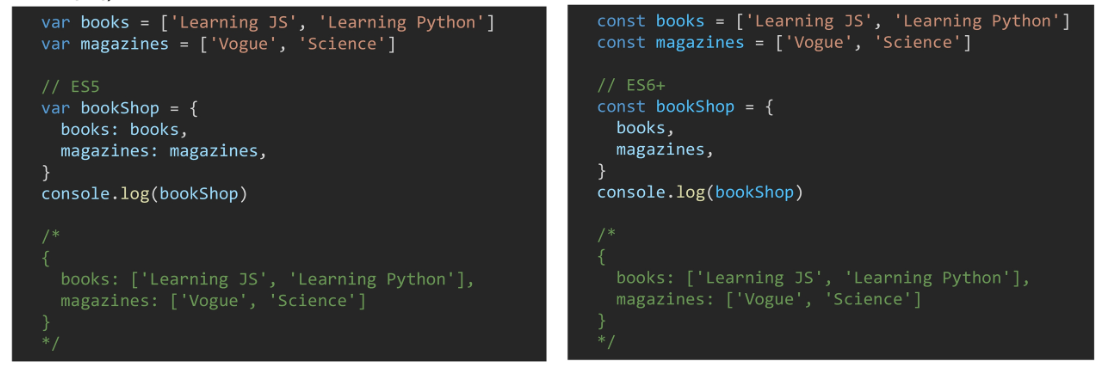 var books = ['Learning JS', 'Learning Python']
var magazines = ['Vogue', 'Science']
// ES5
var bookShop = {
  books: books,
  magazines: magazines,
}
console.log(bookShop)
/*
{
  books: ['Learning JS', 'Learning Python'],
  magazines: ['Vogue', 'Science']
}
*/
const books = ['Learning JS', 'Learning Python']
const magazines = ['Vogue', 'Science']
// ES6+
const bookShop = {
  books,
  magazines,
}
console.log(bookShop)
/*
{
  books: ['Learning JS', 'Learning Python'],
  magazines: ['Vogue', 'Science']
}
*/